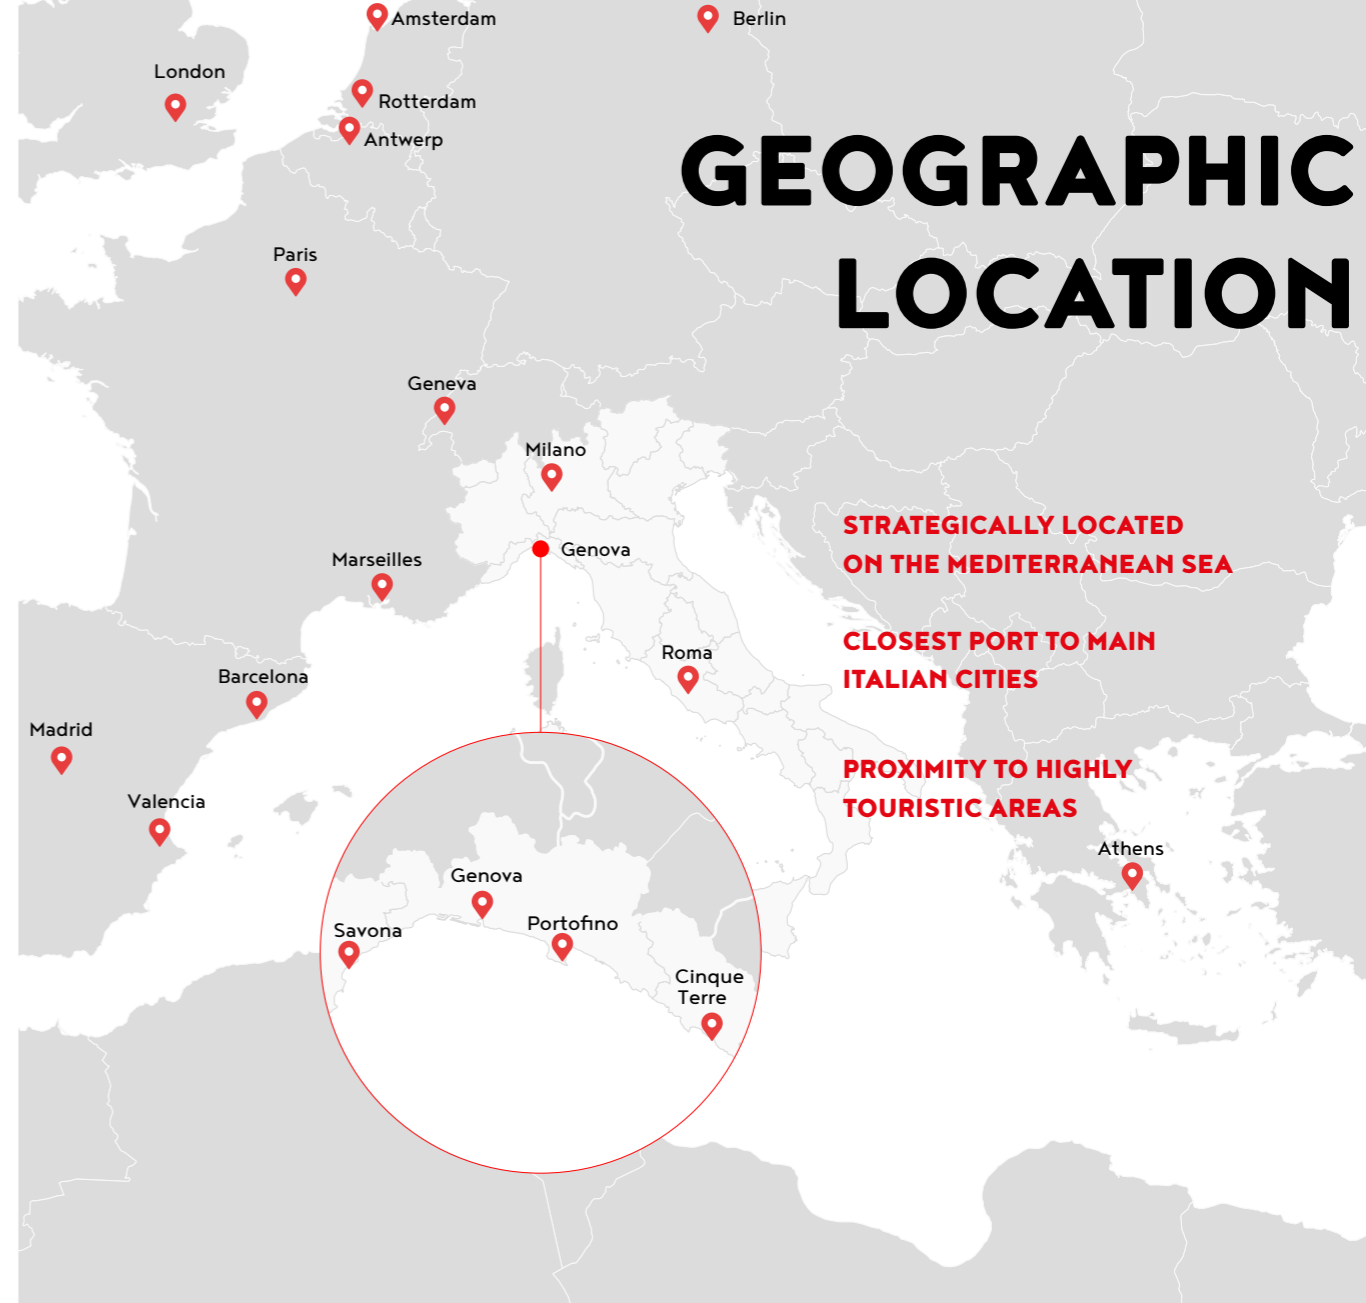 Amsterdam
Berlin
London
Rotterdam
Antwerp
GEOGRAPHIC
LOCATION
Paris
Geneva
Milano
STRATEGICALLY LOCATED
ON THE MEDITERRANEAN SEA
Genova
Marseilles
CLOSEST PORT TO MAIN
ITALIAN CITIES
Roma
Barcelona
Madrid
PROXIMITY TO HIGHLY
TOURISTIC AREAS
Valencia
Athens
Genova
Portofino
Savona
Cinque
Terre